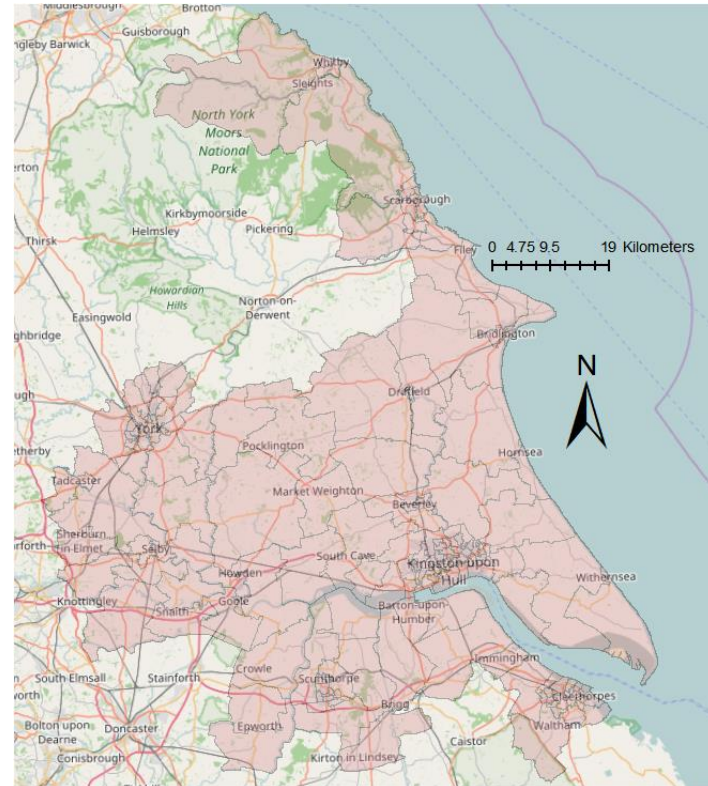 Middlesbrough
Brotton
Guisborough
ngleby Barwick
Whitby
Sleights
North York
Moors
National
Park
erton
Scarborough
Kirkbymoorside
Helmsley
Pickering
Thirsk
Filey
0 4.75 9.5 19 Kilometers
Howardian
Hills
Norton-on-
Derwent
Easingwold
ghbridge
Bridlington
N
Driffield
ough
York
Pocklington
etherby
Hornsea
Tadcaster
Market Weighton
Beverley
Sherburn
in Elmet
arforth
Selby
South Cave
Kingston upon
Hull
Howden
Withernsea
Knottingley
Snaith
Goole
Barton-upon-
Humber
Immingham
South Elmsall
Stainforth
Crowle
Scunthorpe
Cleethorpes
worth
Brigg
Waltham
Bolton upon
Dearne
Doncaster
Epworth
Caistor
Conisbrough
Kirton in Lindsey